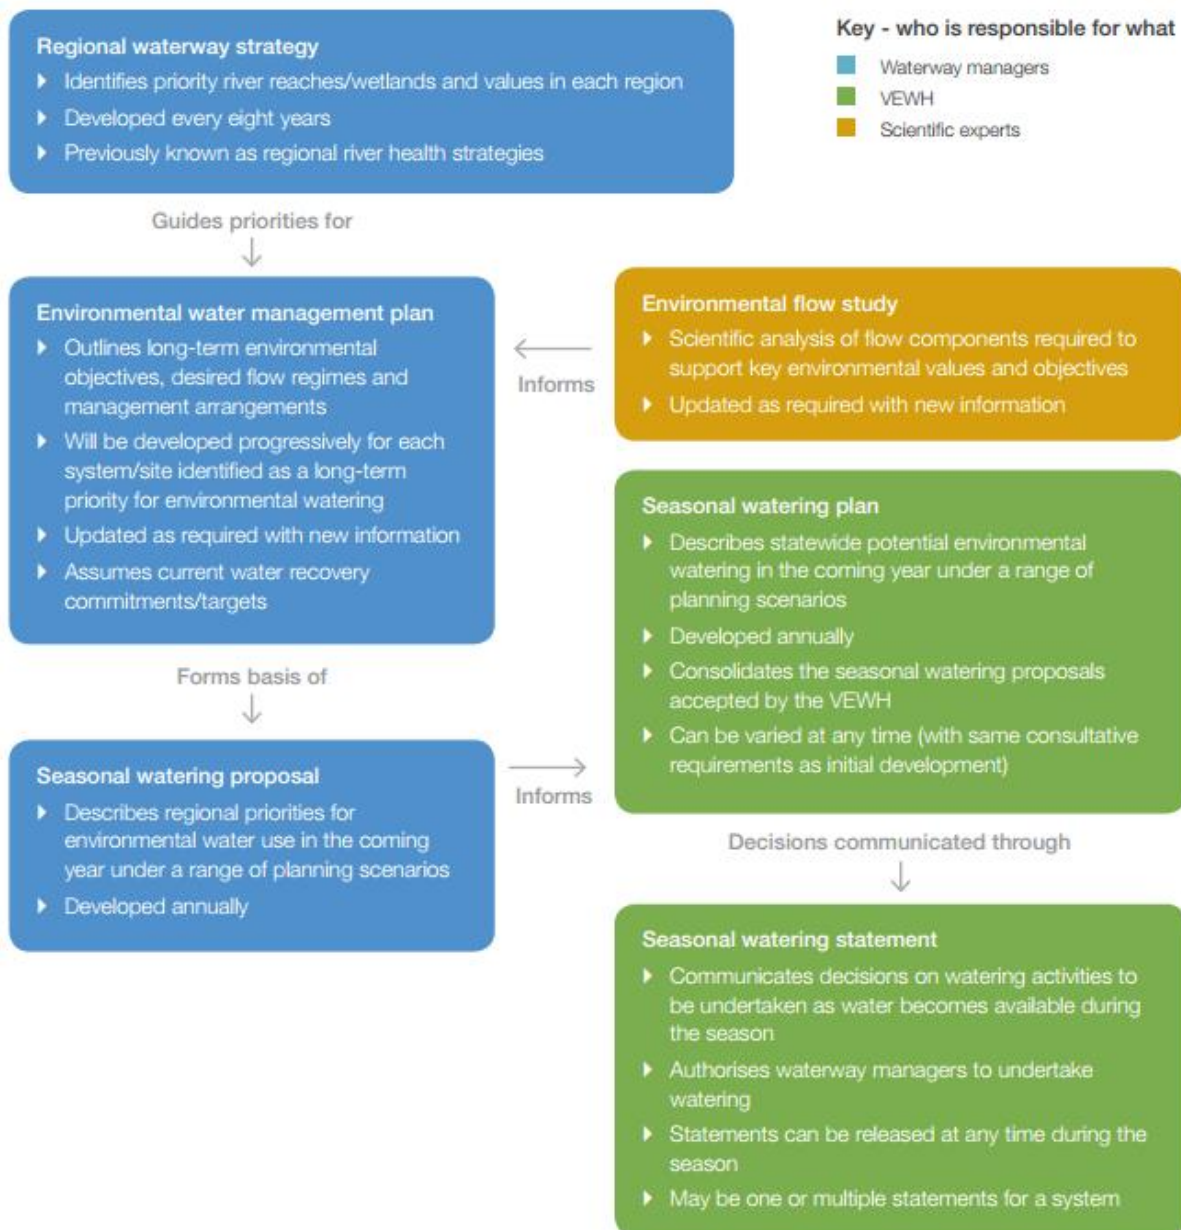 Regional waterway strategy
▶ Identifies priority river reaches/wetlands and values in each region
▶ Developed every eight years
▶ Previously known as regional river health strategies
Key - who is responsible for what
Waterway managers
VEWH
Scientific experts
Guides priorities for
Environmental water management plan
▶ Outlines long-term environmental
objectives, desired flow regimes and
management arrangements
▶ Will be developed progressively for each
system/site identified as a long-term
priority for environmental watering
▶ Updated as required with new information
▶ Assumes current water recovery
commitments/targets
Informs
Environmental flow study
▶ Scientific analysis of flow components required to
support key environmental values and objectives
▶ Updated as required with new information
Forms basis of
Seasonal watering proposal
▶ Describes regional priorities for
environmental water use in the coming
year under a range of planning scenarios
▶ Developed annually
Informs
Seasonal watering plan
▶ Describes statewide potential environmental
watering in the coming year under a range of
planning scenarios
▶ Developed annually
▶ Consolidates the seasonal watering proposals
accepted by the VEWH
▶ Can be varied at any time (with same consultative
requirements as initial development)
Decisions communicated through
Seasonal watering statement
▶ Communicates decisions on watering activities to
be undertaken as water becomes available during
the season
▶ Authorises waterway managers to undertake
watering
▶ Statements can be released at any time during the
season
▶ May be one or multiple statements for a system